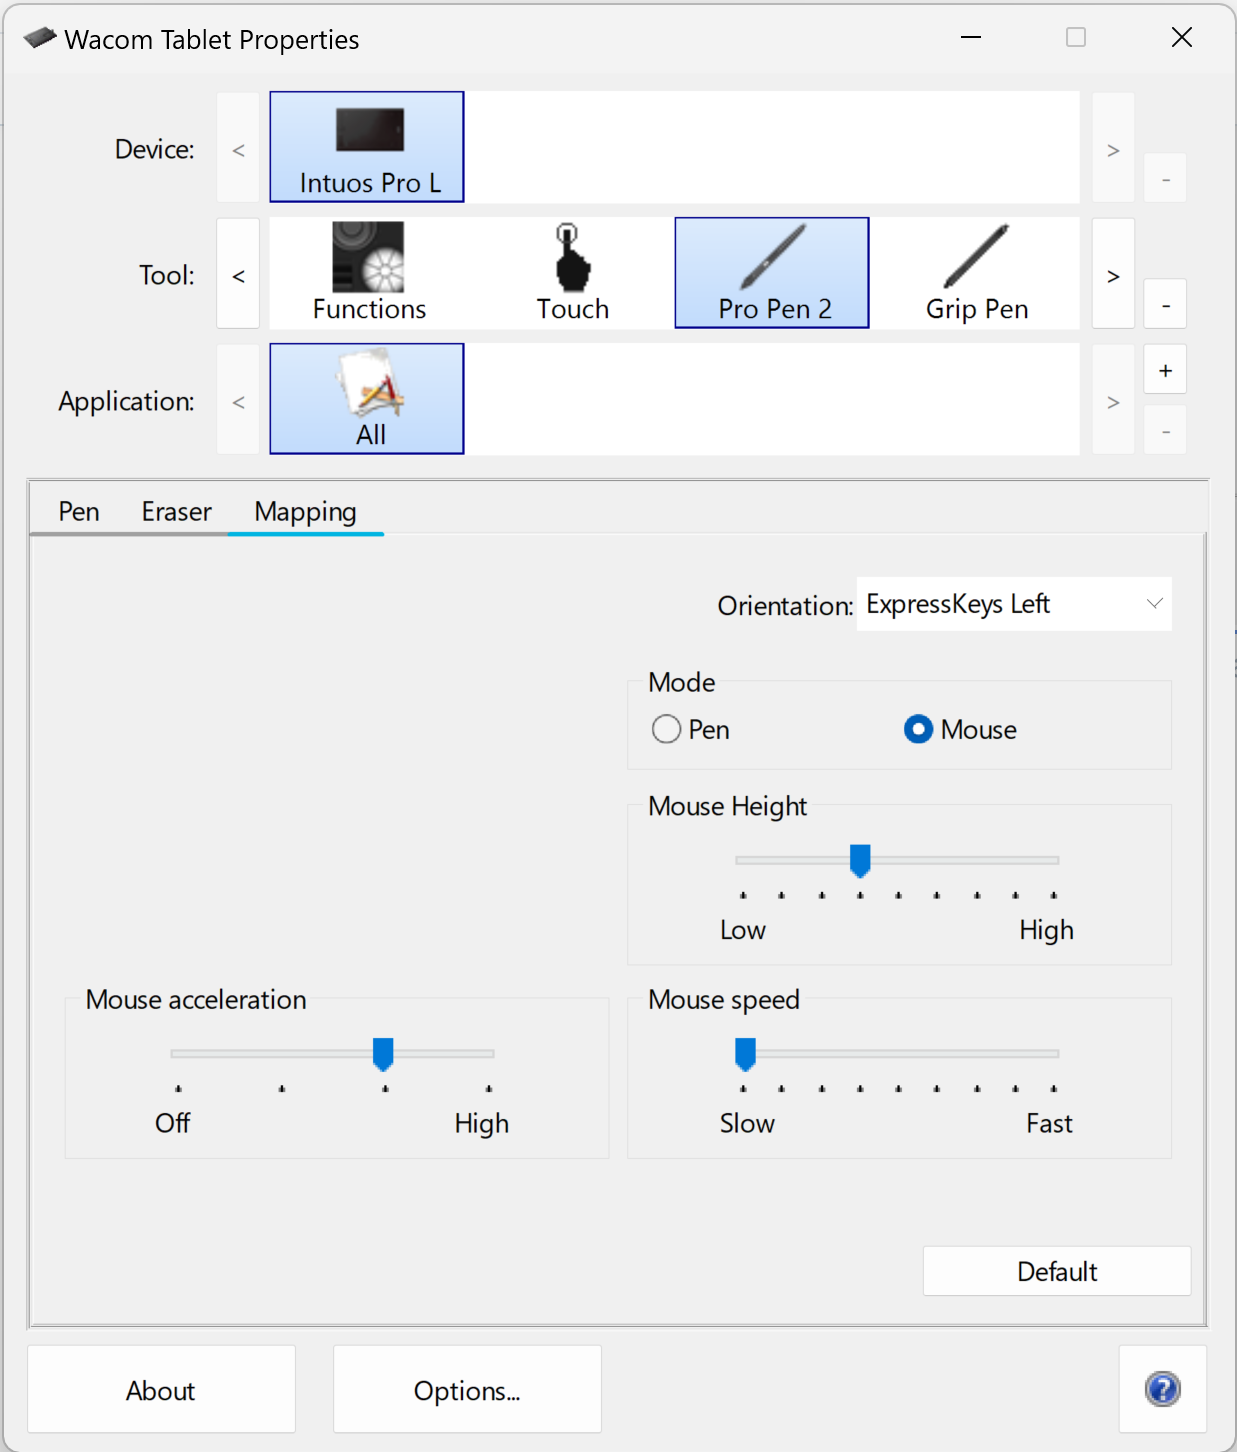 Wacom Tablet Properties
Device:
<
Intuos Pro L
>
-
Tool:
<
Functions
Touch
Pro Pen 2
Grip Pen
>
-
Application:
<
All
>
+
-
Pen
Eraser
Mapping
Orientation:
ExpressKeys Left
Mode
Pen
Mouse
Mouse Height
Low
High
Mouse acceleration
Off
High
Mouse speed
Slow
Fast
Default
About
Options...
?